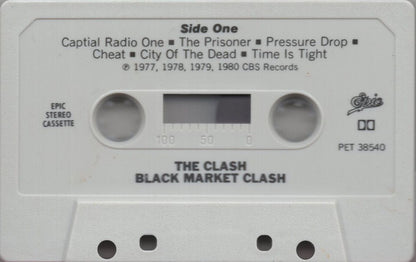 Side One
Captial Radio One ■ The Prisoner ■ Pressure Drop ■
Cheat ■ City Of The Dead ■ Time Is Tight
℗ 1977, 1978, 1979, 1980 CBS Records
EPIC
STEREO
CASSETTE
Epic
100 50 0
PET 38540
THE CLASH
BLACK MARKET CLASH